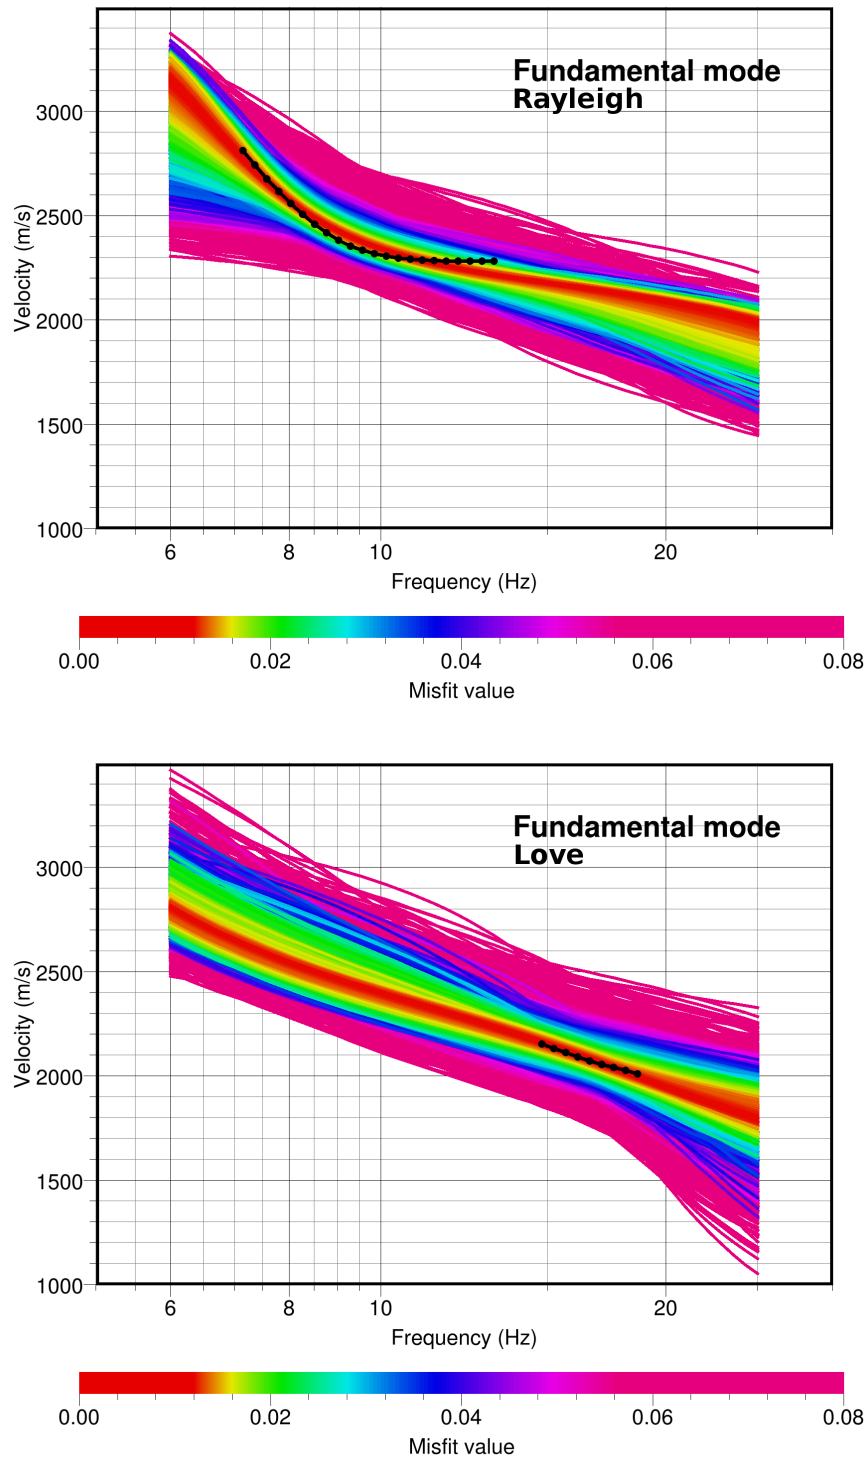 Fundamental mode
Rayleigh
3000
2500
2000
1500
1000
Velocity (m/s)
6 8 10 20
Frequency (Hz)
0.00 0.02 0.04 0.06 0.08
Misfit value
Fundamental mode
Love
3000
2500
2000
1500
1000
Velocity (m/s)
6 8 10 20
Frequency (Hz)
0.00 0.02 0.04 0.06 0.08
Misfit value